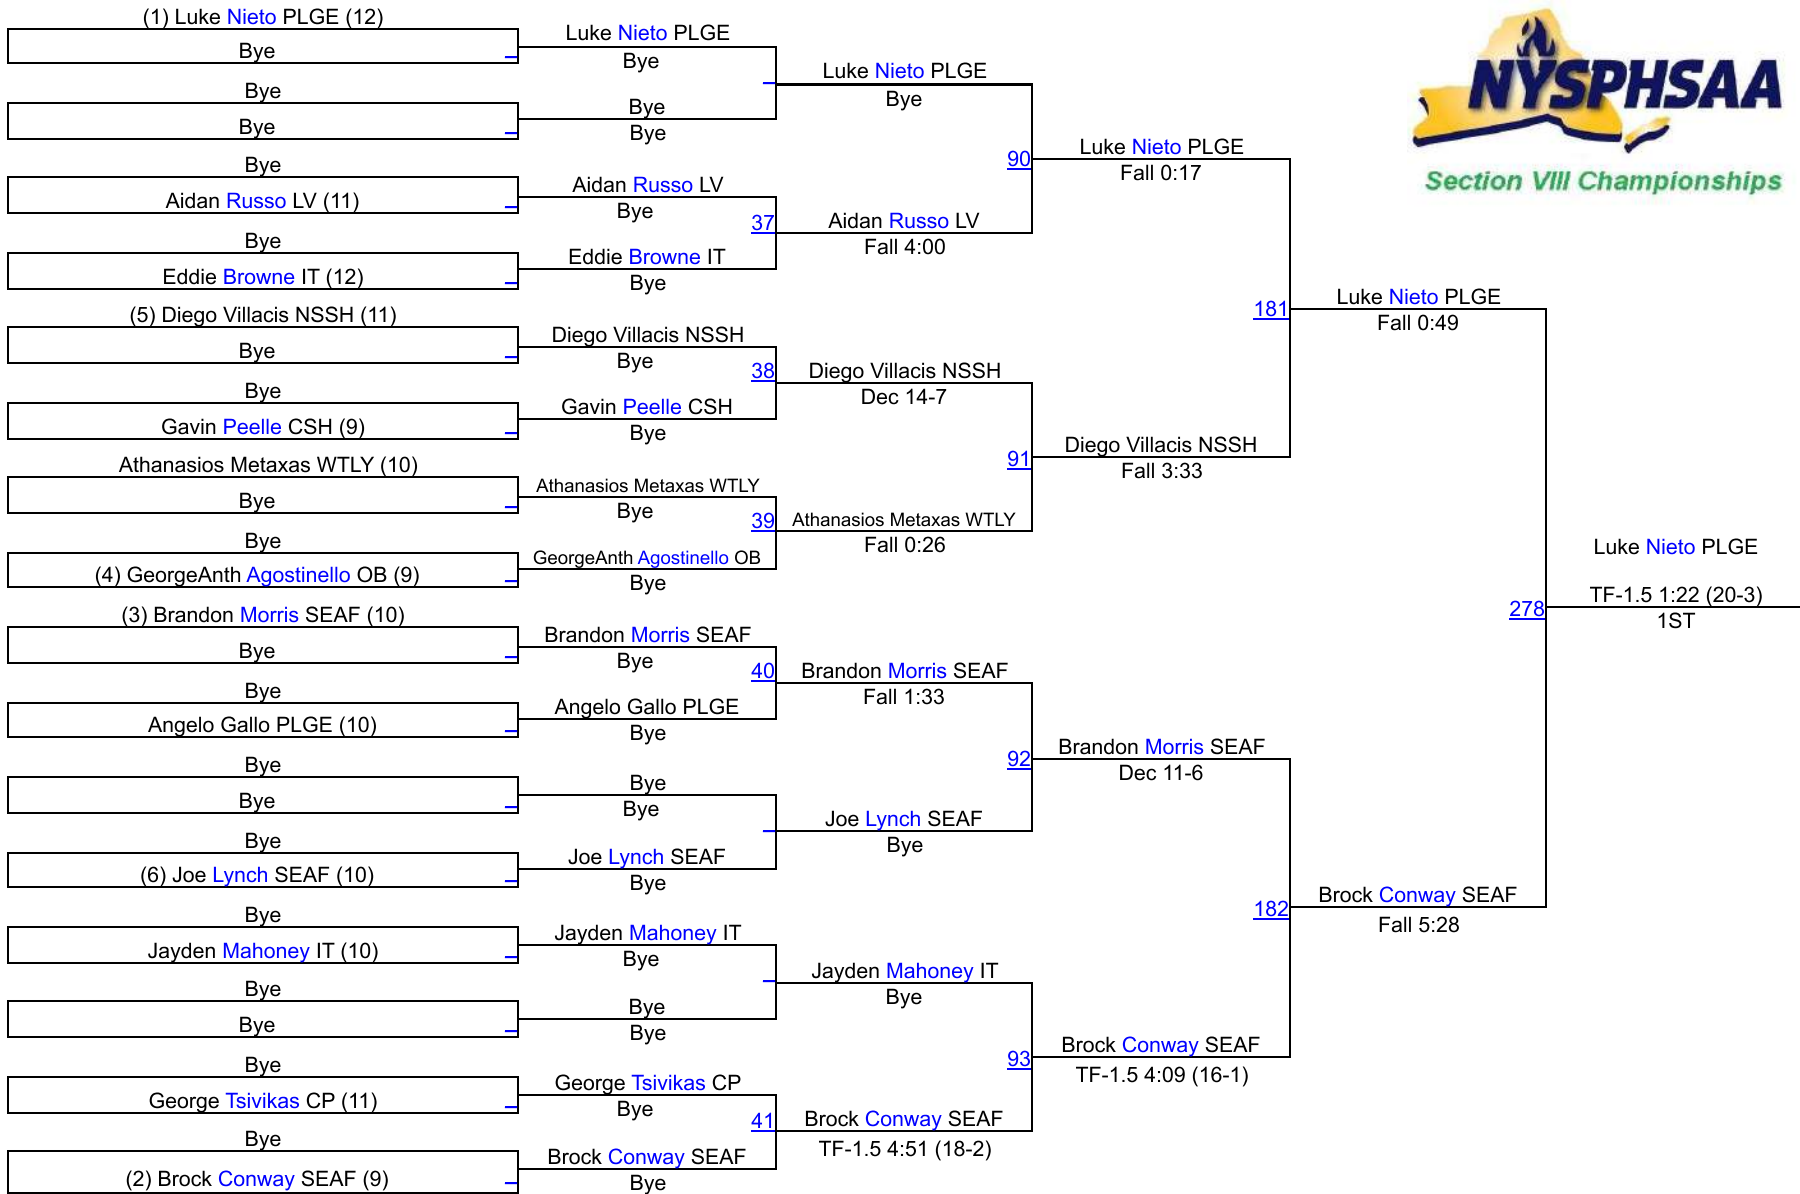 (1) Luke Nieto PLGE (12)
Bye
Bye
Bye
Bye
Aidan Russo LV (11)
Bye
Eddie Browne IT (12)
(5) Diego Villacis NSSH (11)
Bye
Bye
Gavin Peelle CSH (9)
Athanasios Metaxas WTLY (10)
Bye
Bye
(4) GeorgeAnth Agostinello OB (9)
(3) Brandon Morris SEAF (10)
Bye
Bye
Angelo Gallo PLGE (10)
Bye
Bye
Bye
(6) Joe Lynch SEAF (10)
Bye
Jayden Mahoney IT (10)
Bye
Bye
Bye
George Tsivikas CP (11)
Bye
(2) Brock Conway SEAF (9)
Luke Nieto PLGE
Bye
Bye
Bye
Aidan Russo LV
Bye
37
Eddie Browne IT
Bye
Diego Villacis NSSH
Bye
38
Gavin Peelle CSH
Bye
Athanasios Metaxas WTLY
Bye
39
GeorgeAnth Agostinello OB
Bye
Brandon Morris SEAF
Bye
40
Angelo Gallo PLGE
Bye
Bye
Bye
Joe Lynch SEAF
Bye
Jayden Mahoney IT
Bye
Bye
Bye
George Tsivikas CP
Bye
41
Brock Conway SEAF
Bye
Luke Nieto PLGE
Bye
90
Aidan Russo LV
Fall 4:00
Diego Villacis NSSH
Dec 14-7
91
Athanasios Metaxas WTLY
Fall 0:26
Brandon Morris SEAF
Fall 1:33
92
Joe Lynch SEAF
Bye
Jayden Mahoney IT
Bye
93
Brock Conway SEAF
TF-1.5 4:51 (18-2)
Luke Nieto PLGE
Fall 0:17
181
Diego Villacis NSSH
Fall 3:33
Brandon Morris SEAF
Dec 11-6
182
Brock Conway SEAF
TF-1.5 4:09 (16-1)
Luke Nieto PLGE
Fall 0:49
278
Brock Conway SEAF
Fall 5:28
Luke Nieto PLGE
TF-1.5 1:22 (20-3)
1ST
NYSPHSAA
Section VIII Championships